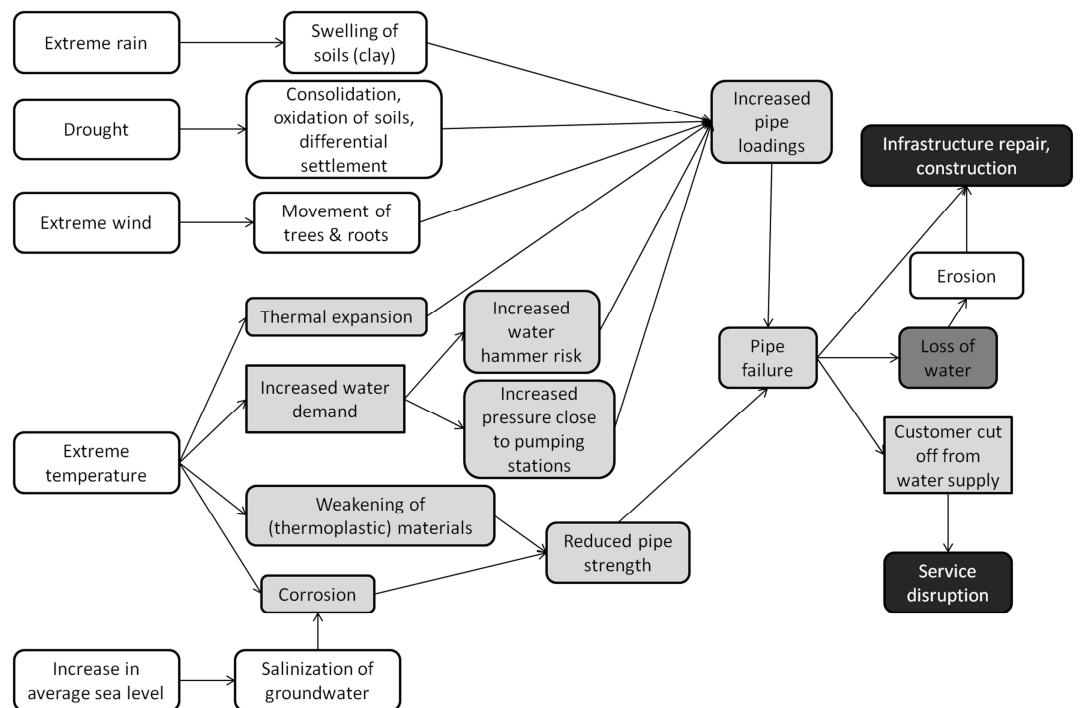 Extreme rain
Swelling of
soils (clay)
Drought
Consolidation,
oxidation of soils,
differential
settlement
Extreme wind
Movement of
trees & roots
Increased
pipe
loadings
Infrastructure repair,
construction
Erosion
Thermal expansion
Increased
water
hammer risk
Pipe
failure
Loss of
water
Increased water
demand
Increased
pressure close
to pumping
stations
Customer cut
off from
water supply
Extreme
temperature
Weakening of
(thermoplastic) materials
Reduced pipe
strength
Service
disruption
Corrosion
Increase in
average sea level
Salinization of
groundwater